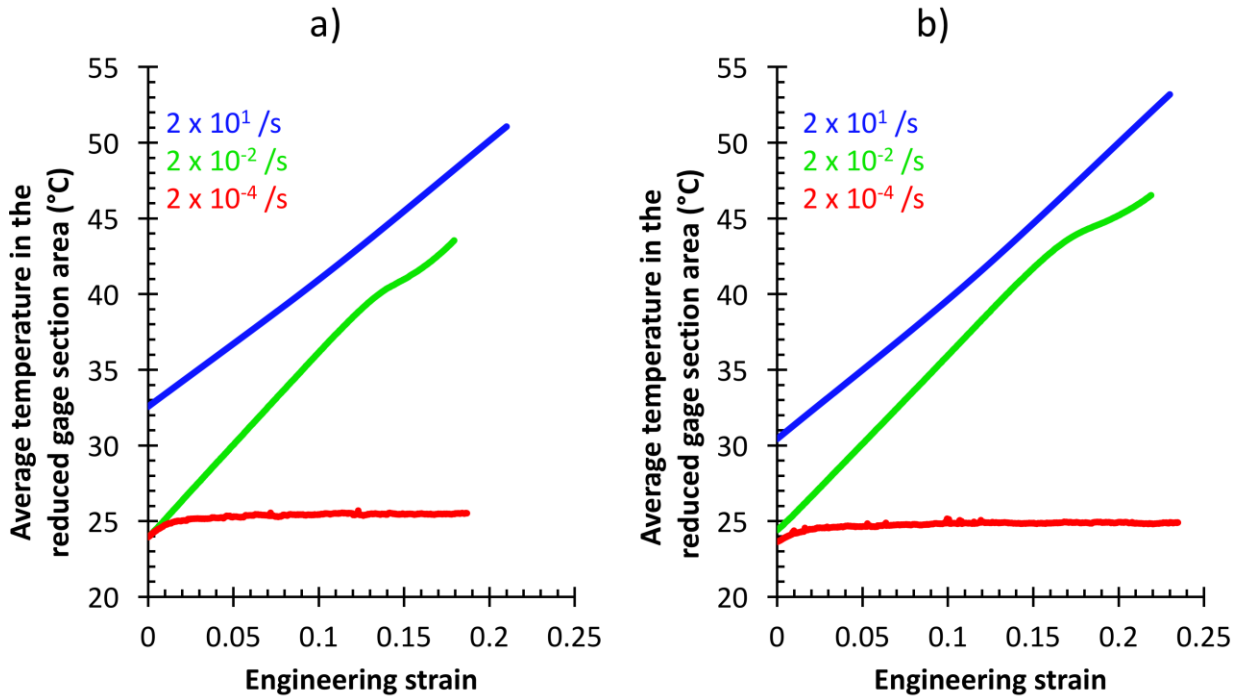 a)
55
50
45
40
35
30
25
20
2 x 10¹ /s
2 x 10⁻² /s
2 x 10⁻⁴ /s
Average temperature in the
reduced gage section area (°C)
0 0.05 0.1 0.15 0.2 0.25
Engineering strain
b)
55
50
45
40
35
30
25
20
2 x 10¹ /s
2 x 10⁻² /s
2 x 10⁻⁴ /s
Average temperature in the
reduced gage section area (°C)
0 0.05 0.1 0.15 0.2 0.25
Engineering strain